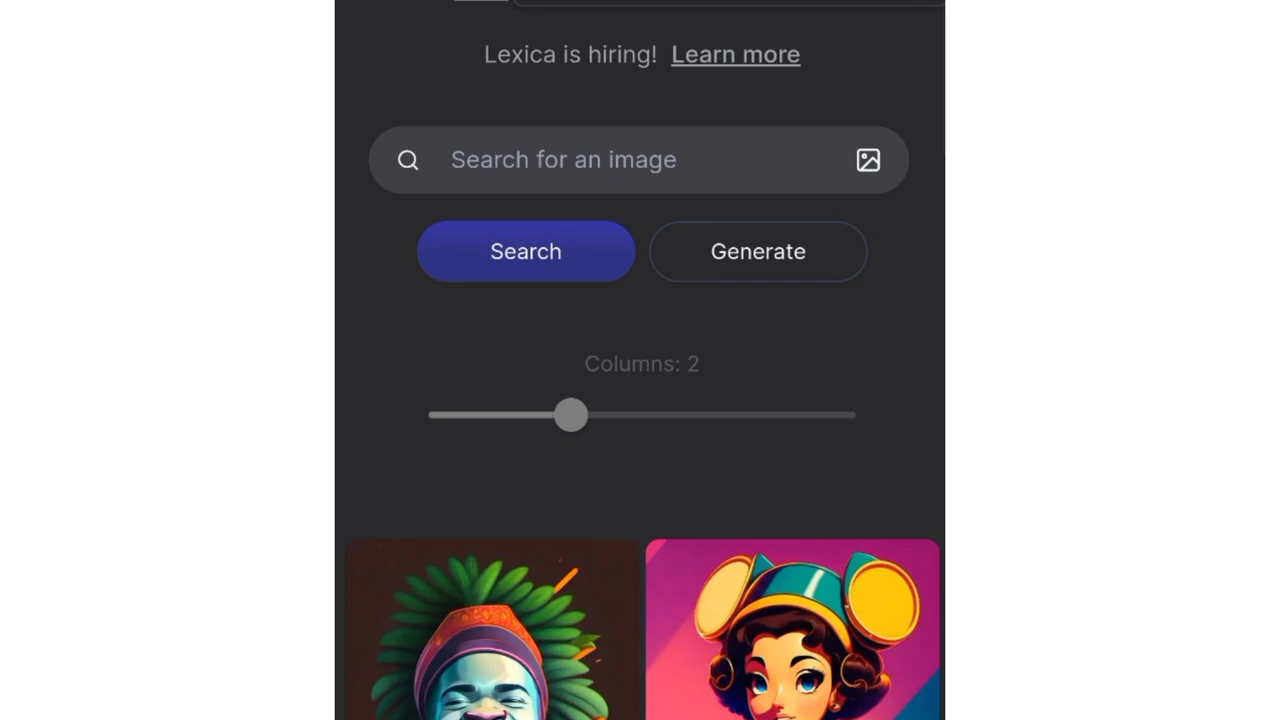 Lexica is hiring! Learn more
Search for an image
Search Generate
Columns: 2